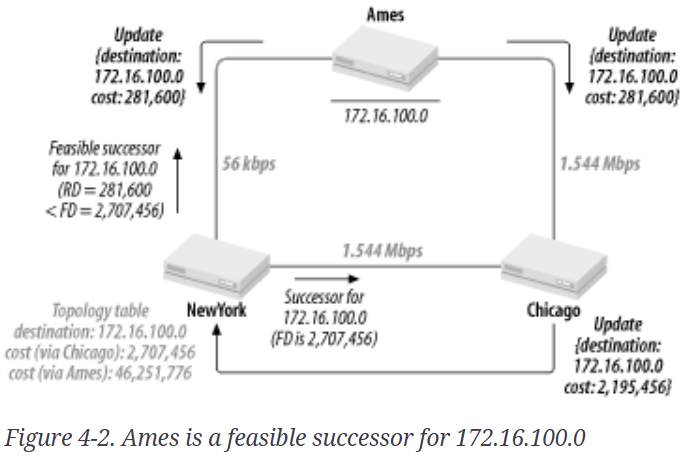 Ames
Update
{destination:
172.16.100.0
cost: 281,600}
Update
{destination:
172.16.100.0
cost: 281,600}
172.16.100.0
Feasible successor
for 172.16.100.0
(RD = 281,600
< FD = 2,707,456)
56 kbps
1.544 Mbps
1.544 Mbps
NewYork
Successor for
172.16.100.0
(FD is 2,707,456)
Chicago
Topology table
destination: 172.16.100.0
cost (via Chicago): 2,707,456
cost (via Ames): 46,251,776
Update
{destination:
172.16.100.0
cost: 2,195,456}
Figure 4-2. Ames is a feasible successor for 172.16.100.0